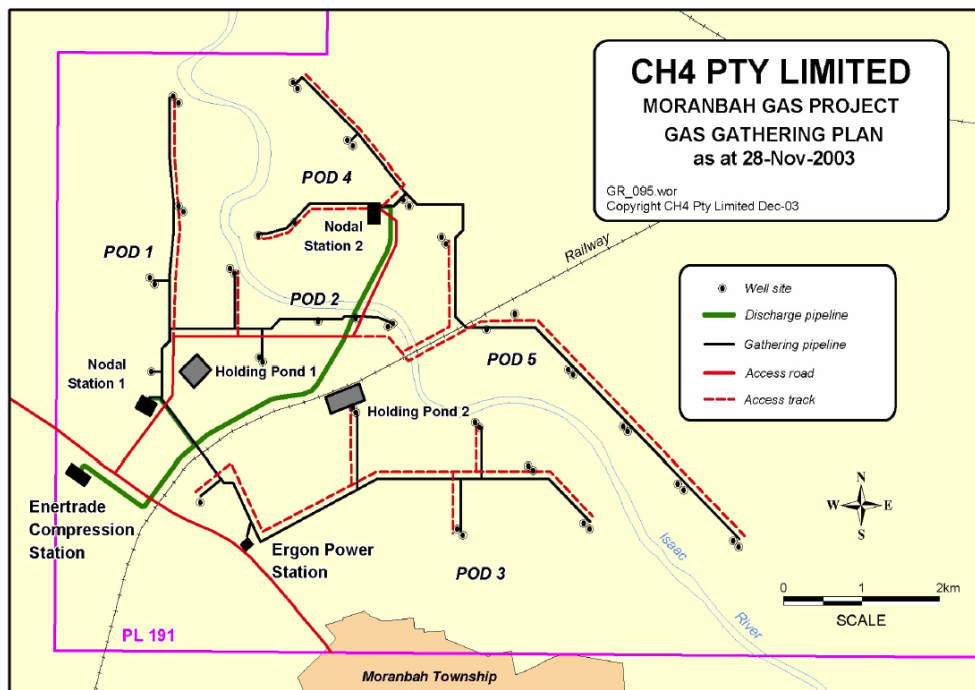 CH4 PTY LIMITED
MORANBAH GAS PROJECT
GAS GATHERING PLAN
as at 28-Nov-2003
GR_095.wor
Copyright CH4 Pty Limited Dec-03
POD 4
Nodal
Station 2
POD 1
Railway
POD 2
Well site
Discharge pipeline
Gathering pipeline
Access road
Access track
POD 5
Nodal
Station 1
Holding Pond 1
Holding Pond 2
Enertrade
Compression
Station
Ergon Power
Station
POD 3
Isaac
River
N
W
E
S
0
1
2km
SCALE
PL 191
Moranbah Township